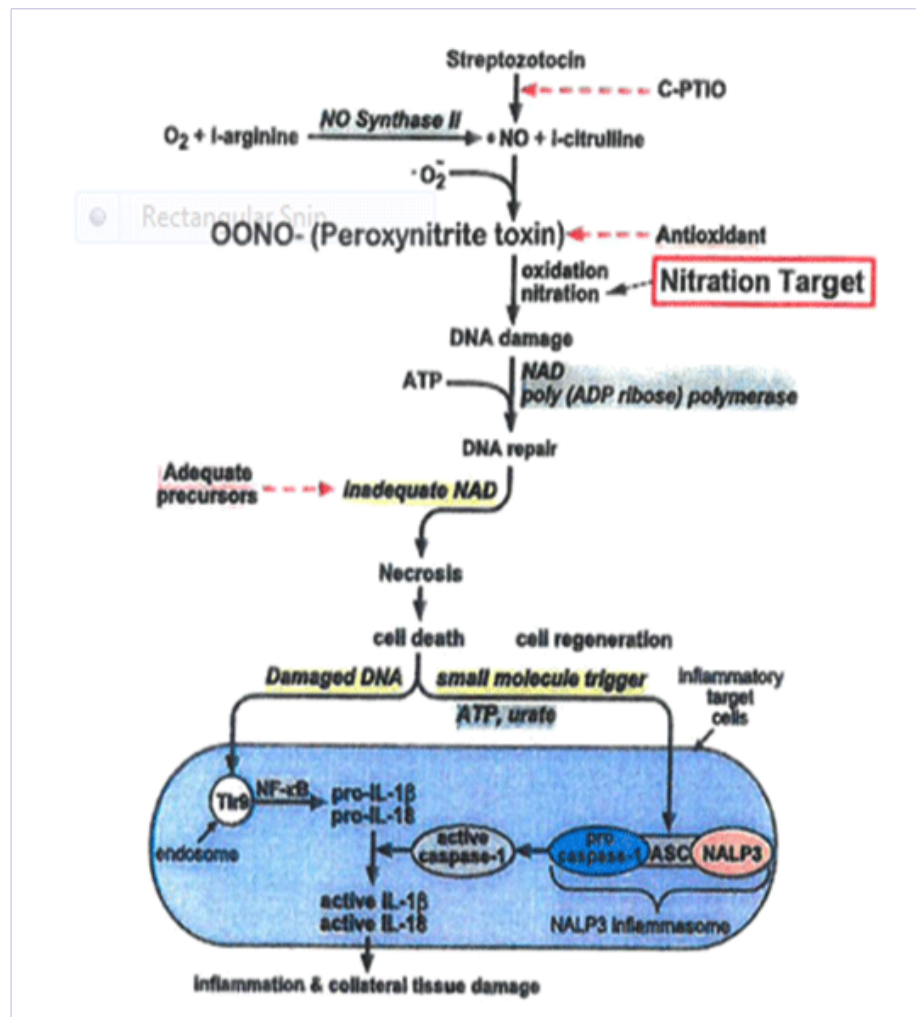 Streptozotocin
C-PTIO
NO Synthase II
O2 + l-arginine
•NO + l-citrulline
·O2-
Rectangular Snip
OONO- (Peroxynitrite toxin)
Antioxidant
oxidation
nitration
Nitration Target
DNA damage
ATP
NAD
poly (ADP ribose) polymerase
DNA repair
Adequate
precursors
inadequate NAD
Necrosis
cell death
cell regeneration
Damaged DNA
small molecule trigger
ATP, urate
inflammatory
target
cells
Tlr9
NF-κB
pro-IL-1β
pro-IL-18
endosome
active
caspase-1
pro
caspase-1
ASC
NALP3
active IL-1β
active IL-18
NALP3 inflammasome
inflammation & collateral tissue damage